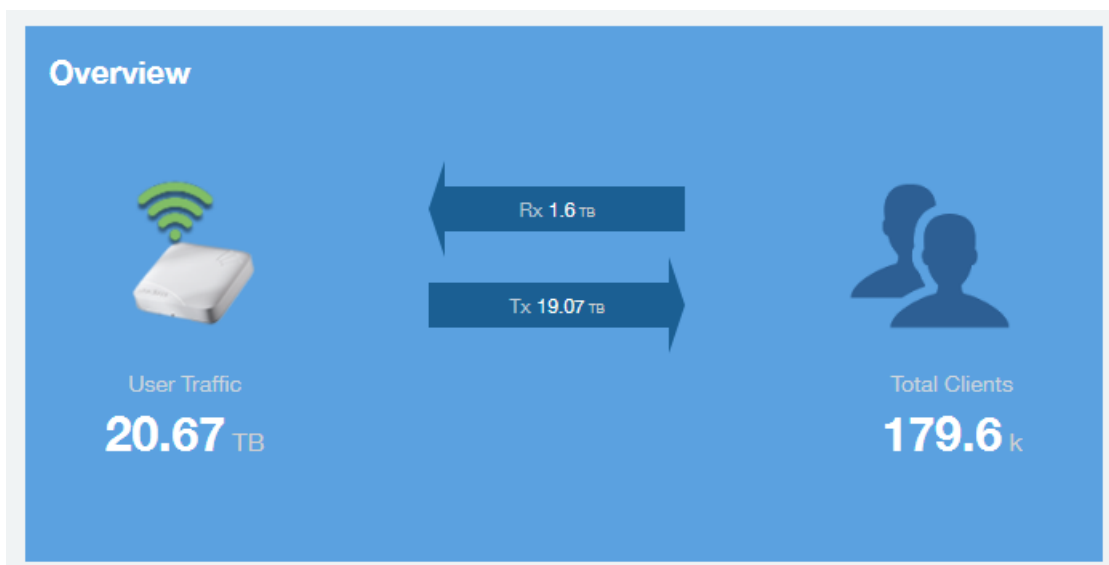 Overview
Rx 1.6 TB
Tx 19.07 TB
User Traffic
20.67 TB
Total Clients
179.6 k